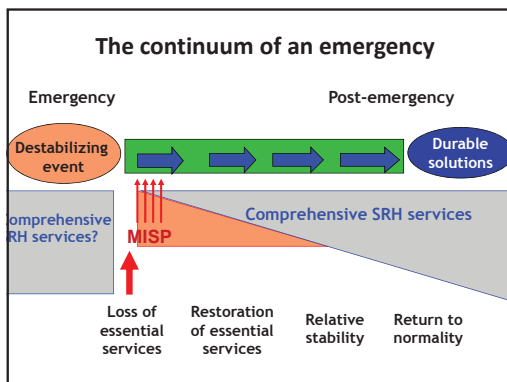 The continuum of an emergency
Emergency
Post-emergency
Destabilizing
event
Durable
solutions
omprehensive
RH services?
MISP
Comprehensive SRH services
Loss of
essential
services
Restoration
of essential
services
Relative
stability
Return to
normality